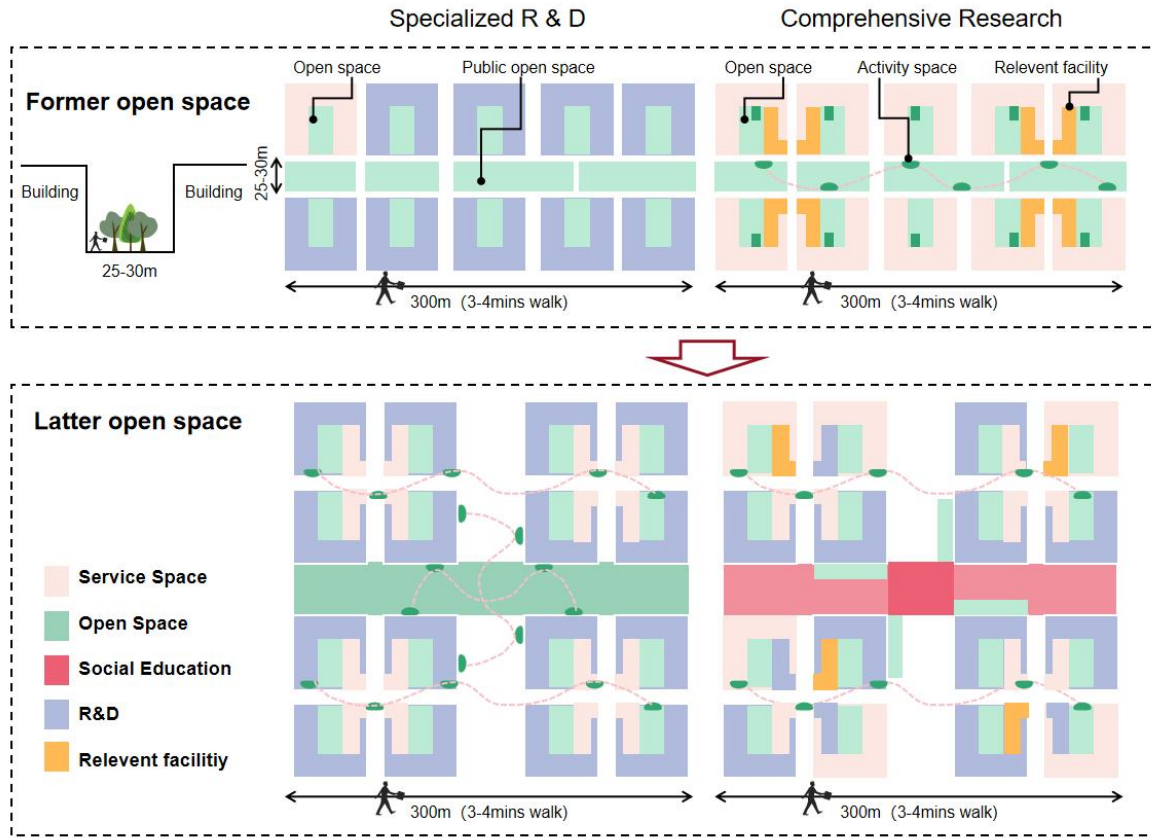 Specialized R & D
Comprehensive Research
Former open space
Open space
Public open space
Open space
Activity space
Relevent facility
Building
Building
25-30m
25-30m
300m (3-4mins walk)
300m (3-4mins walk)
Latter open space
Service Space
Open Space
Social Education
R&D
Relevent facilitiy
300m (3-4mins walk)
300m (3-4mins walk)